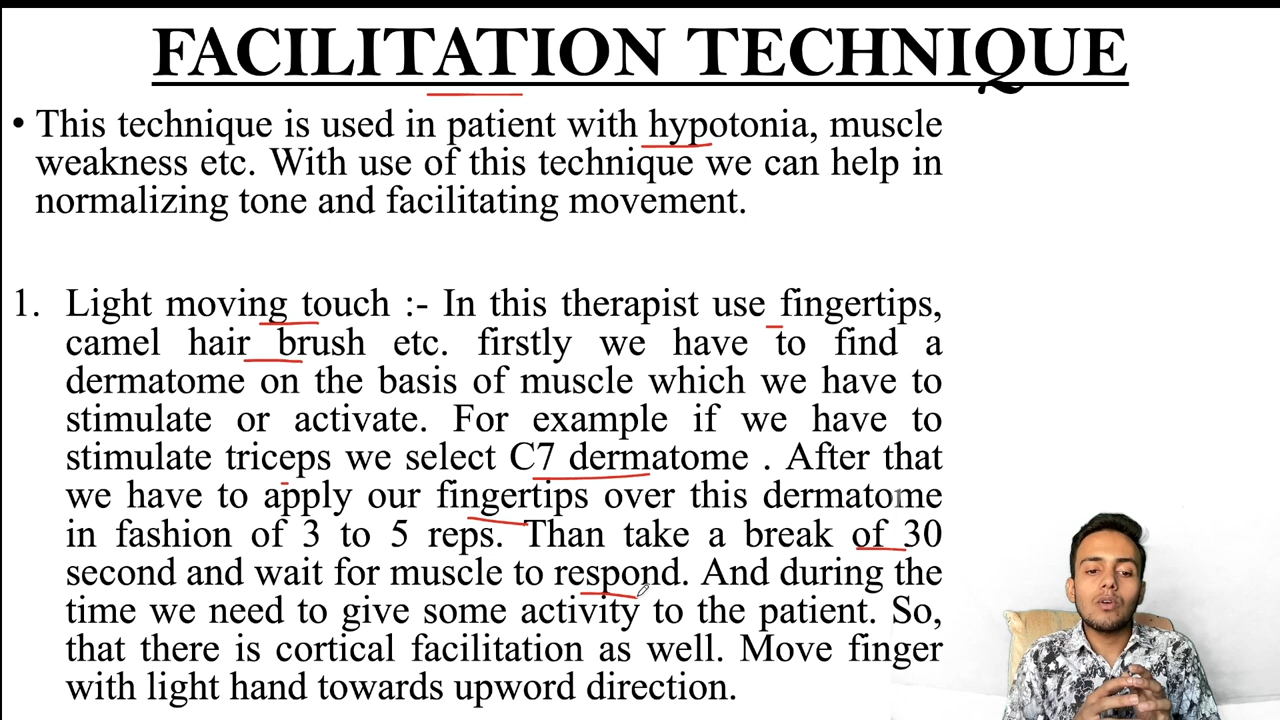 FACILITATION TECHNIQUE
• This technique is used in patient with hypotonia, muscle
weakness etc. With use of this technique we can help in
normalizing tone and facilitating movement.
1. Light moving touch :- In this therapist use fingertips,
camel hair brush etc. firstly we have to find a
dermatome on the basis of muscle which we have to
stimulate or activate. For example if we have to
stimulate triceps we select C7 dermatome . After that
we have to apply our fingertips over this dermatome
in fashion of 3 to 5 reps. Than take a break of 30
second and wait for muscle to respond. And during the
time we need to give some activity to the patient. So,
that there is cortical facilitation as well. Move finger
with light hand towards upword direction.